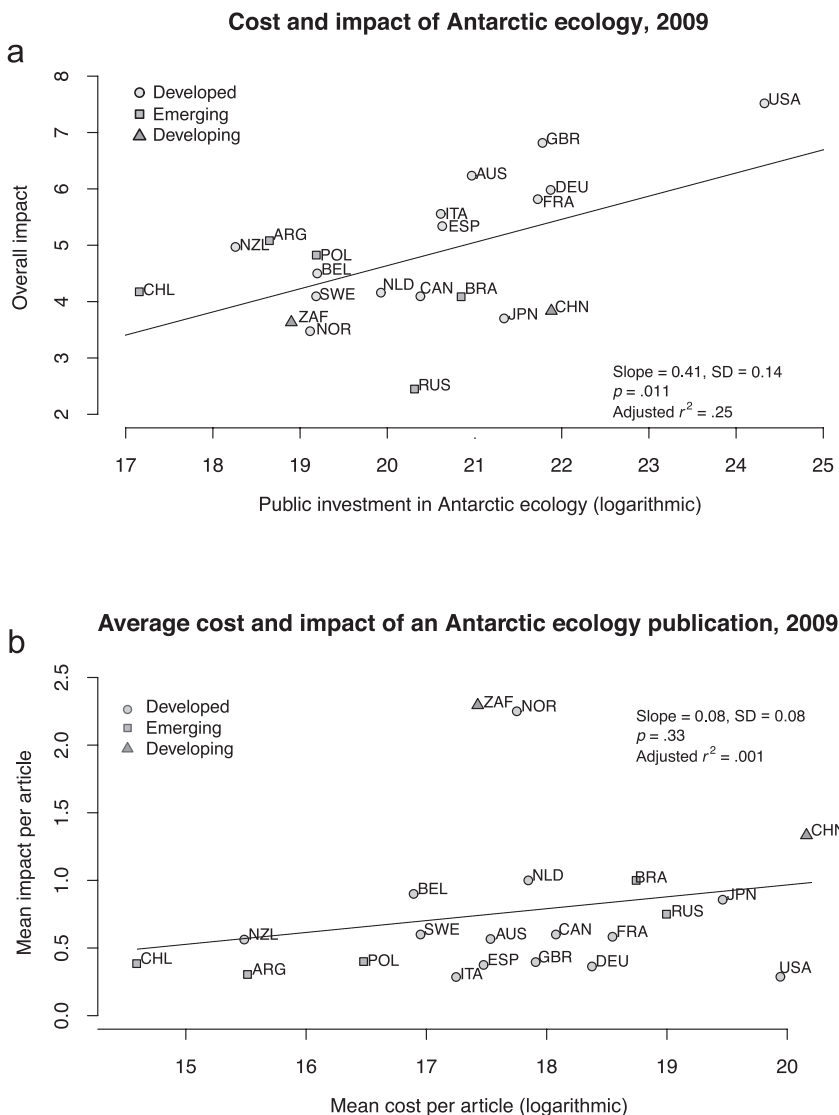 Cost and impact of Antarctic ecology, 2009
a
8
7
6
5
4
3
2
Overall impact
Developed
Emerging
Developing
USA
GBR
AUS
DEU
FRA
ITA
ESP
ARG
NZL
POL
BEL
CHL
SWE
NLD
CAN
BRA
ZAF
NOR
JPN
CHN
RUS
Slope = 0.41, SD = 0.14
p = .011
Adjusted r² = .25
17 18 19 20 21 22 23 24 25
Public investment in Antarctic ecology (logarithmic)
Average cost and impact of an Antarctic ecology publication, 2009
b
2.5
2.0
1.5
1.0
0.5
0.0
Mean impact per article
Developed
Emerging
Developing
ZAF
NOR
Slope = 0.08, SD = 0.08
p = .33
Adjusted r² = .001
CHN
BEL
NLD
BRA
JPN
RUS
NZL
SWE
AUS
CAN
FRA
CHL
ARG
POL
ITA
ESP
GBR
DEU
USA
15 16 17 18 19 20
Mean cost per article (logarithmic)